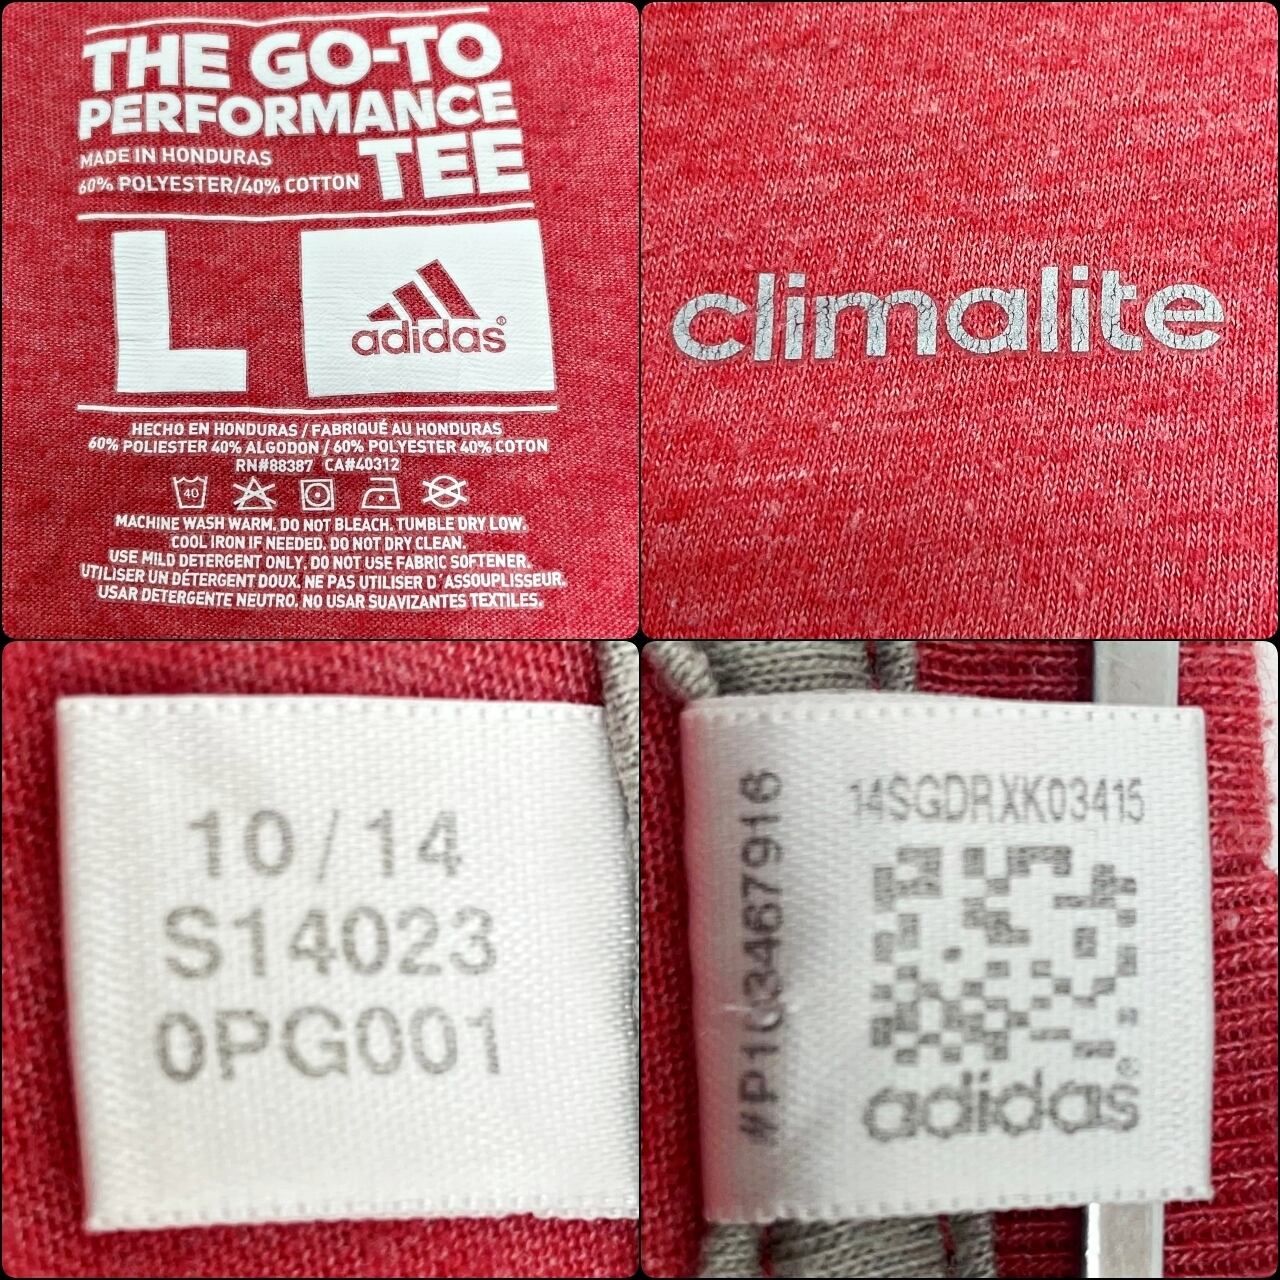 THE GO-TO
PERFORMANCE
TEE
MADE IN HONDURAS
60% POLYESTER/40% COTTON
L
adidas®
HECHO EN HONDURAS / FABRIQUÉ AU HONDURAS
60% POLIESTER 40% ALGODON / 60% POLYESTER 40% COTON
RN#88387 CA#40312
40
MACHINE WASH WARM. DO NOT BLEACH. TUMBLE DRY LOW.
COOL IRON IF NEEDED. DO NOT DRY CLEAN.
USE MILD DETERGENT ONLY. DO NOT USE FABRIC SOFTENER.
UTILISER UN DÉTERGENT DOUX. NE PAS UTILISER D'ASSOUPLISSEUR.
USAR DETERGENTE NEUTRO. NO USAR SUAVIZANTES TEXTILES.
climalite
10/14
S14023
0PG001
14SGDRXK03415
#P103467916
adidas®